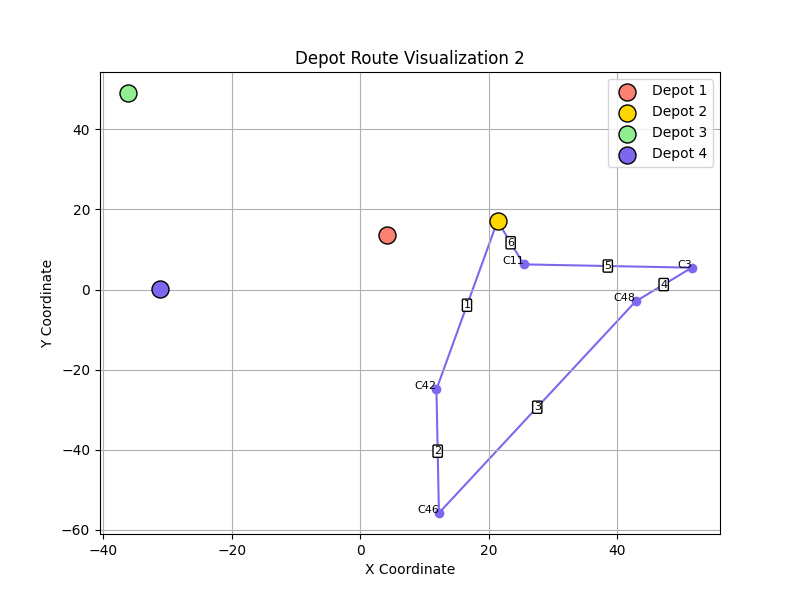 Depot Route Visualization 2
Depot 1
Depot 2
Depot 3
Depot 4
Y Coordinate
40
20
0
−20
−40
−60
6
C11
5
C3
4
C48
1
C42
3
2
C46
−40
−20
0
20
40
X Coordinate